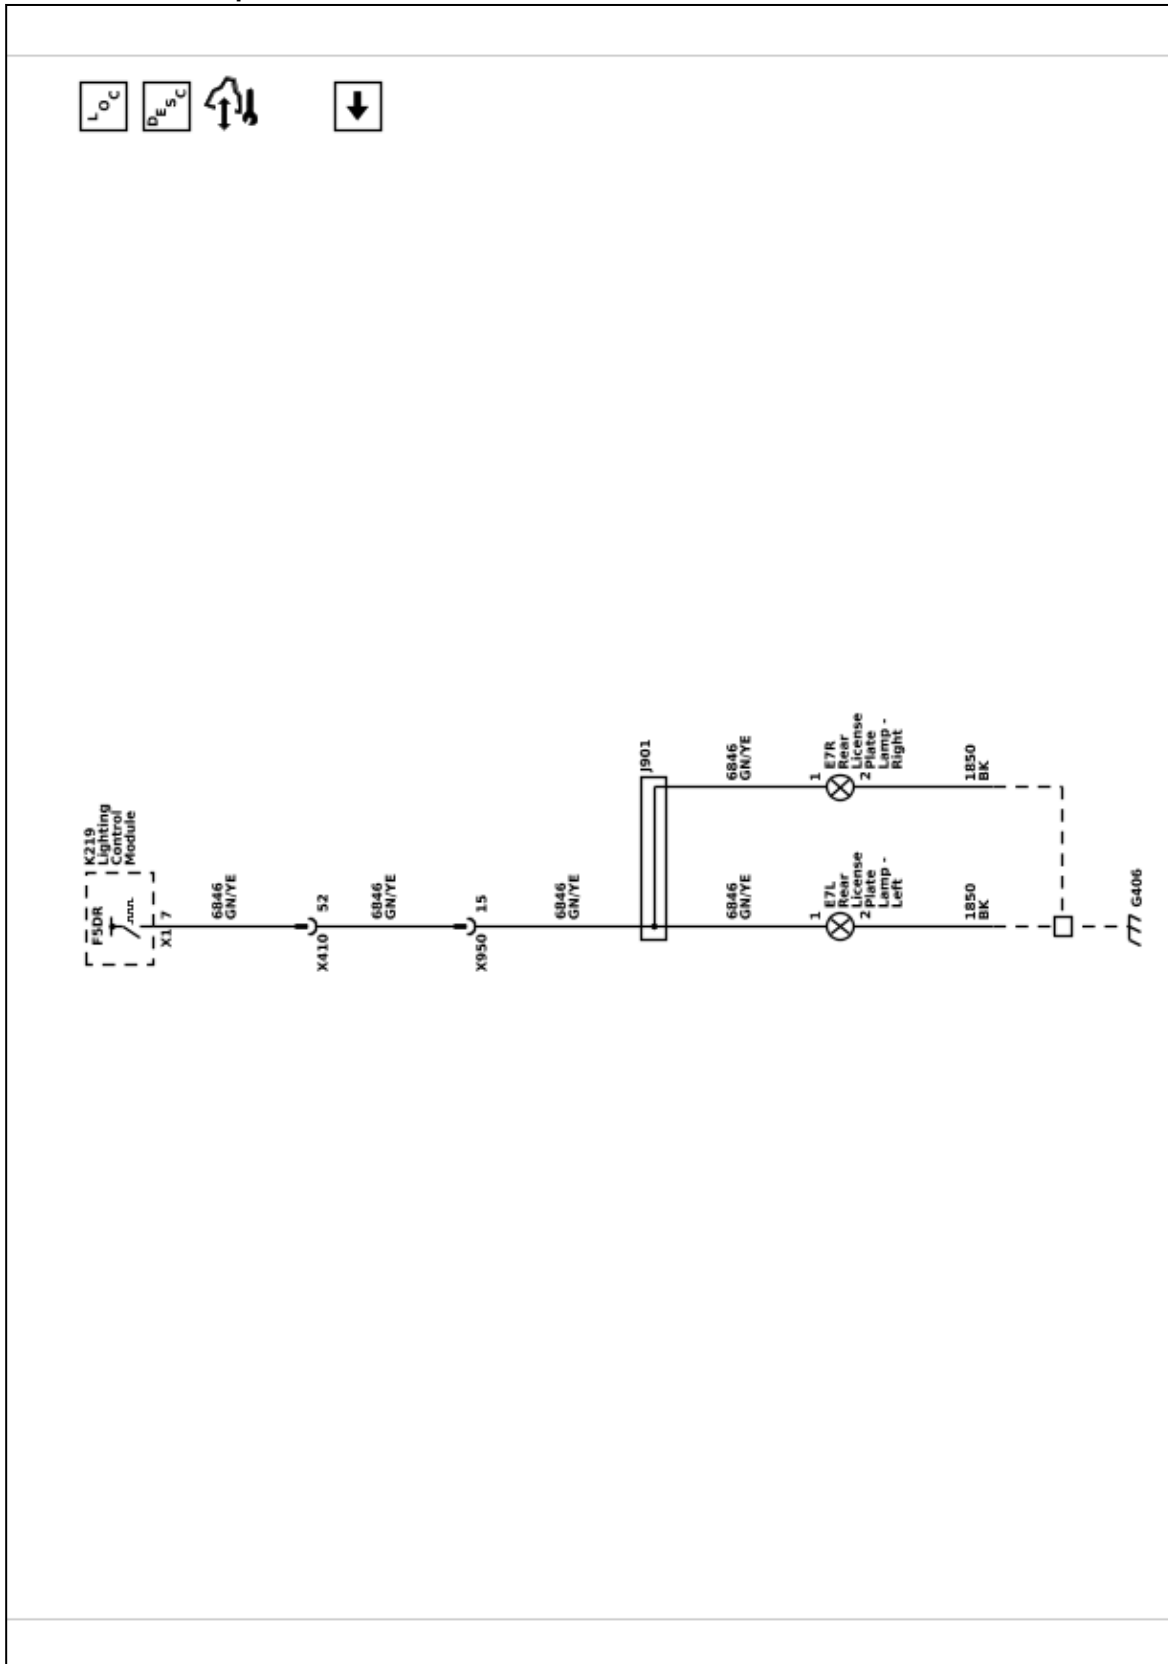 LOC
DESC
K219
Lighting
Control
Module
F5DR
X1
7
6846
GN/YE
X410
52
6846
GN/YE
X950
15
6846
GN/YE
J901
6846
GN/YE
6846
GN/YE
1
E7L
Rear
License
2 Plate
Lamp -
Left
1
E7R
Rear
License
2 Plate
Lamp -
Right
1850
BK
1850
BK
G406